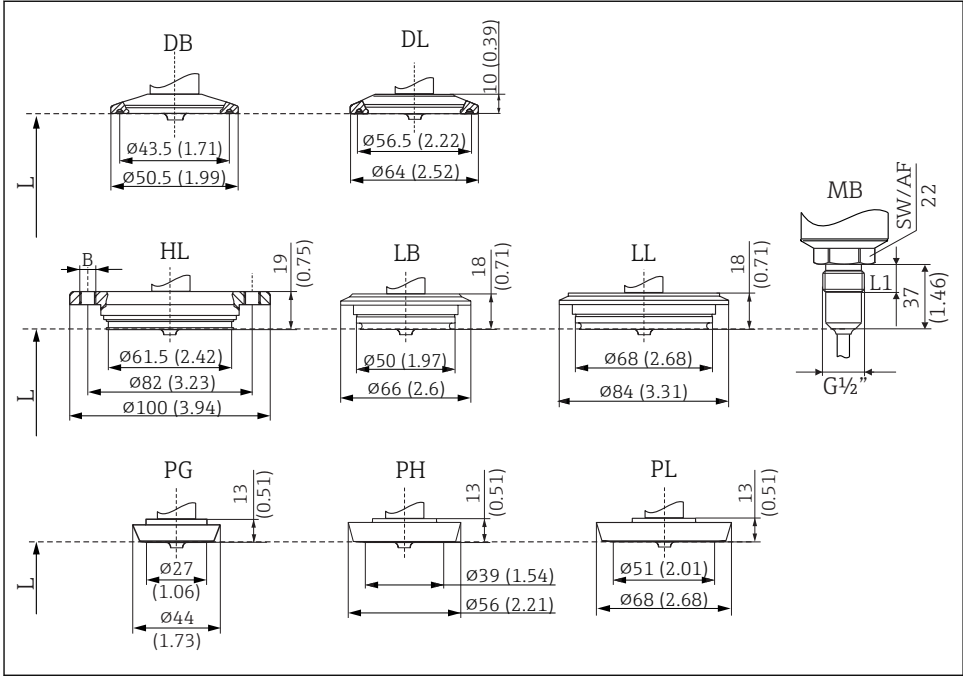 DB
DL
10 (0.39)
ø43.5 (1.71)
ø50.5 (1.99)
ø56.5 (2.22)
ø64 (2.52)
L
MB
SW/AF
22
HL
B
19
(0.75)
LB
18
(0.71)
LL
18
(0.71)
L1
37
(1.46)
G½”
ø61.5 (2.42)
ø82 (3.23)
ø100 (3.94)
ø50 (1.97)
ø66 (2.6)
ø68 (2.68)
ø84 (3.31)
L
PG
13
(0.51)
PH
13
(0.51)
PL
13
(0.51)
L
ø27
(1.06)
ø44
(1.73)
ø39 (1.54)
ø56 (2.21)
ø51 (2.01)
ø68 (2.68)